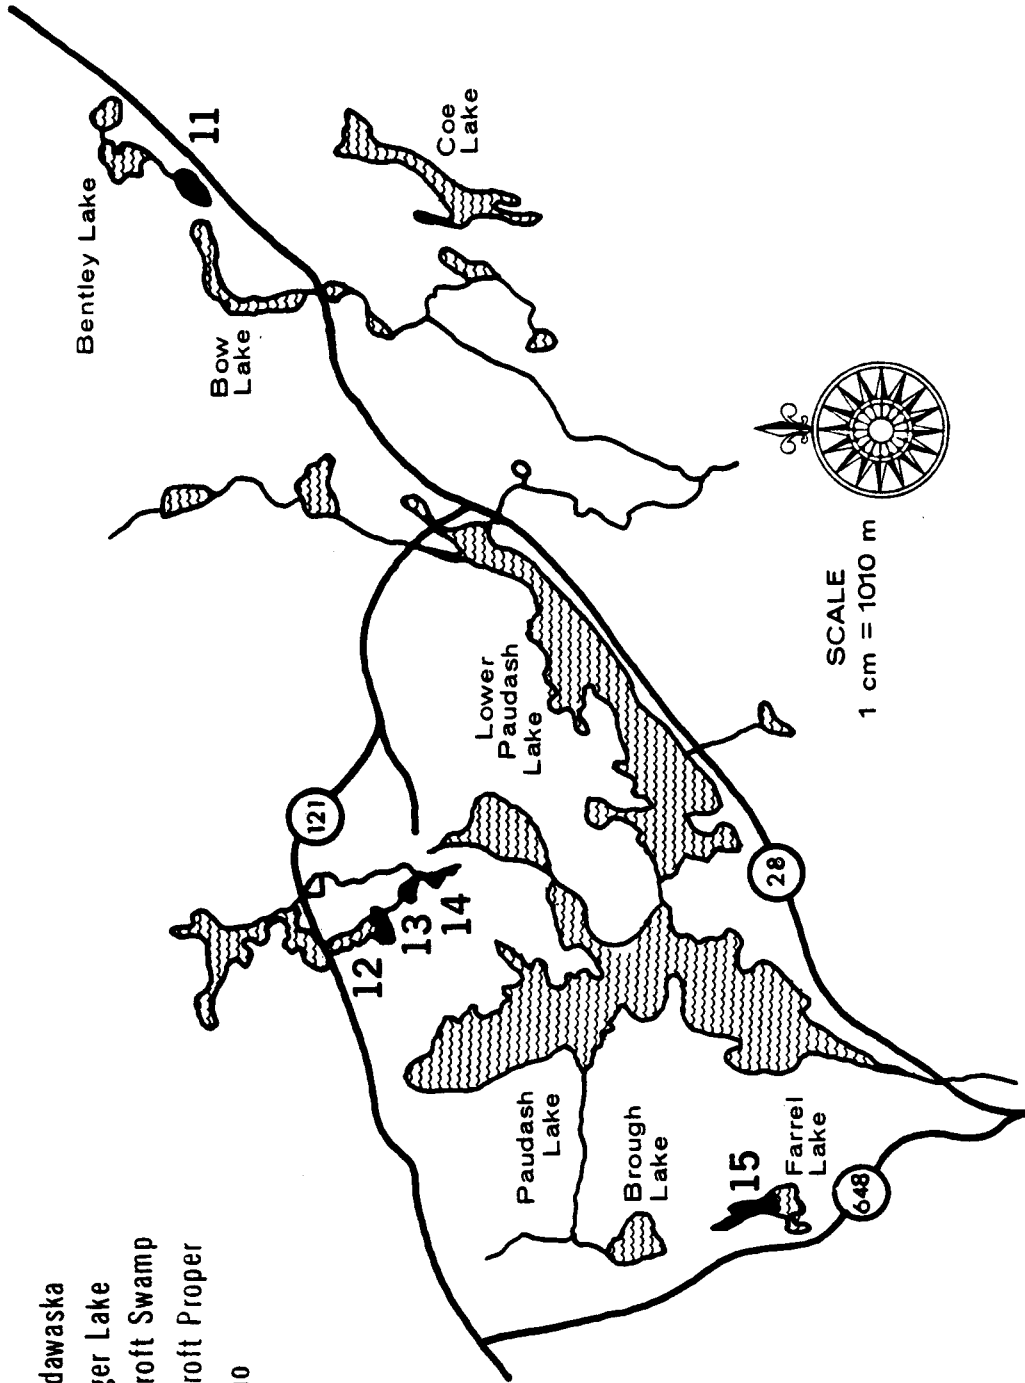 dawaska
ger Lake
roft Swamp
roft Proper
Bentley Lake
11
Coe
Lake
Bow
Lake
Lower
Paudash
Lake
121
12
13
14
28
Paudash
Lake
Brough
Lake
15
Farrel
Lake
648
SCALE
1 cm = 1010 m